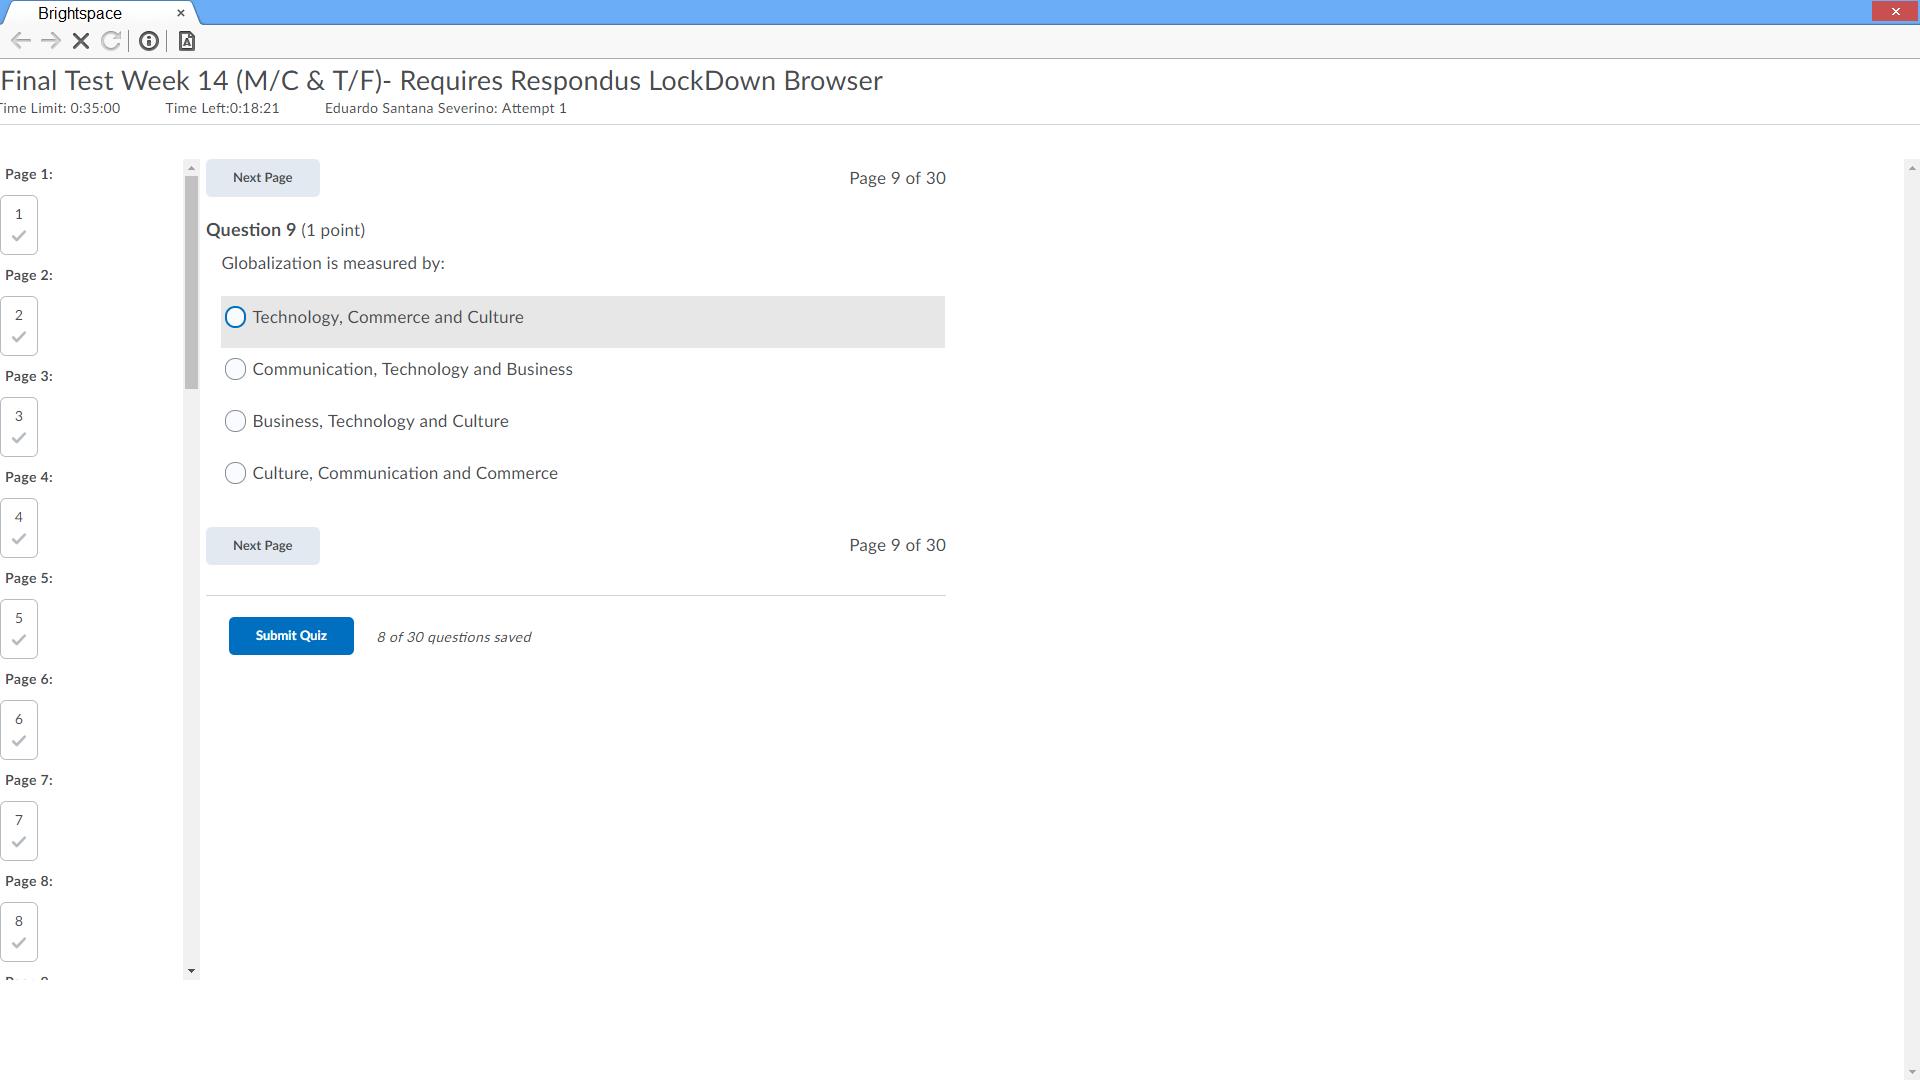 Brightspace
Final Test Week 14 (M/C & T/F)- Requires Respondus LockDown Browser
Time Limit: 0:35:00 Time Left:0:18:21 Eduardo Santana Severino: Attempt 1
Page 1:
1
Page 2:
2
Page 3:
3
Page 4:
4
Page 5:
5
Page 6:
6
Page 7:
7
Page 8:
8
Next Page Page 9 of 30
Question 9 (1 point)
Globalization is measured by:
Technology, Commerce and Culture
Communication, Technology and Business
Business, Technology and Culture
Culture, Communication and Commerce
Next Page Page 9 of 30
Submit Quiz 8 of 30 questions saved